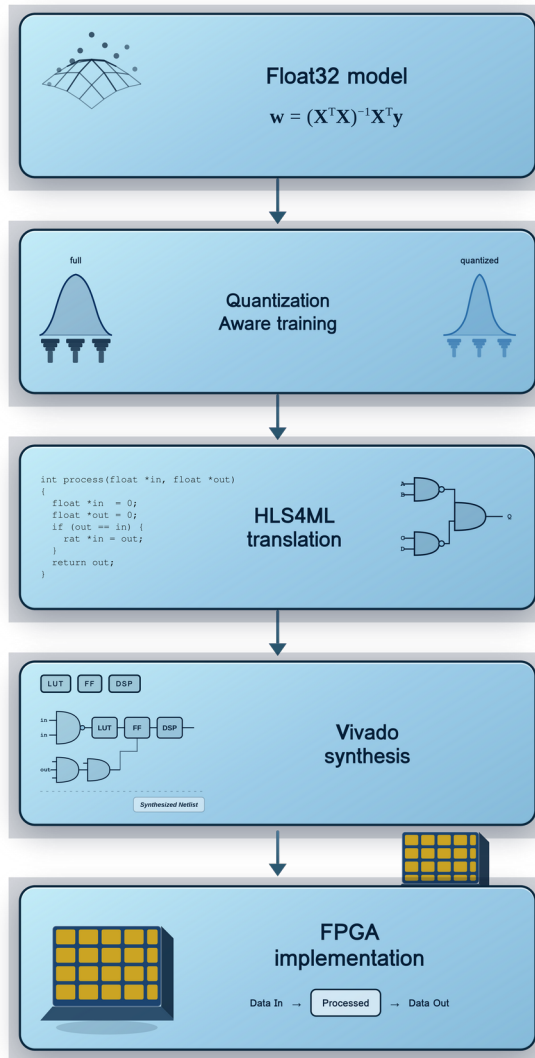 Float32 model
w = (XᵀX)⁻¹Xᵀy
full
quantized
Quantization
Aware training
int process(float *in, float *out)
{
  float *in  = 0;
  float *out = 0;
  if (out == in) {
    rat *in = out;
  }
  return out;
}
HLS4ML
translation
A
B
C
D
Q
LUT FF DSP
in
in
LUT FF DSP
out
Synthesized Netlist
Vivado
synthesis
FPGA
implementation
Data In → Processed → Data Out